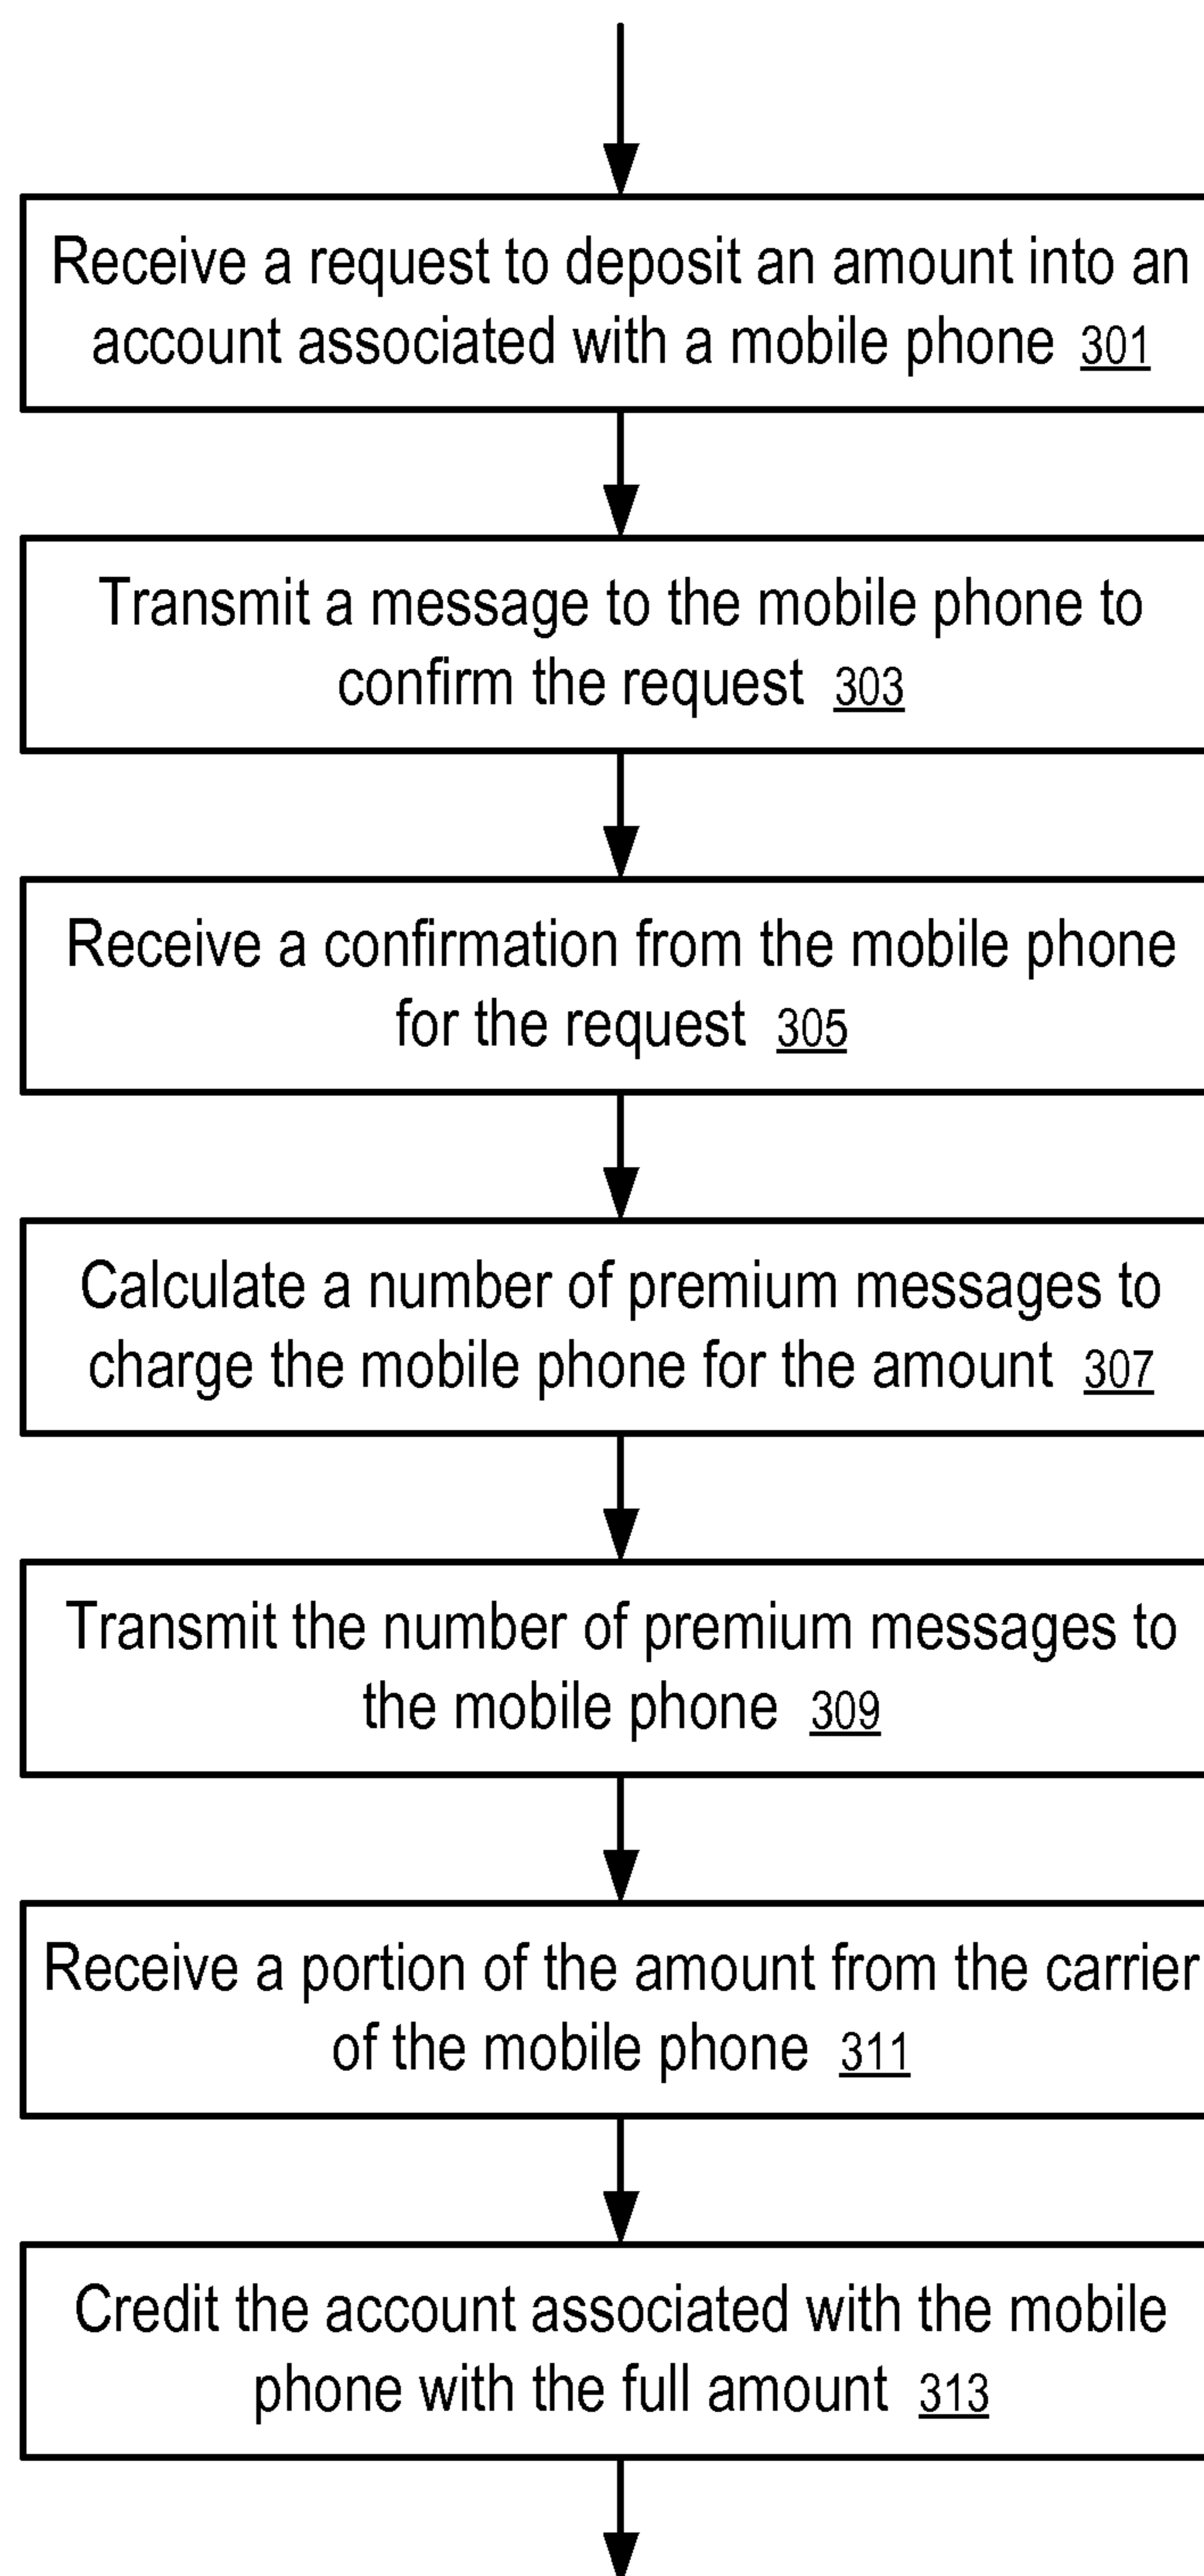 Receive a request to deposit an amount into an
account associated with a mobile phone 301
Transmit a message to the mobile phone to
confirm the request 303
Receive a confirmation from the mobile phone
for the request 305
Calculate a number of premium messages to
charge the mobile phone for the amount 307
Transmit the number of premium messages to
the mobile phone 309
Receive a portion of the amount from the carrier
of the mobile phone 311
Credit the account associated with the mobile
phone with the full amount 313